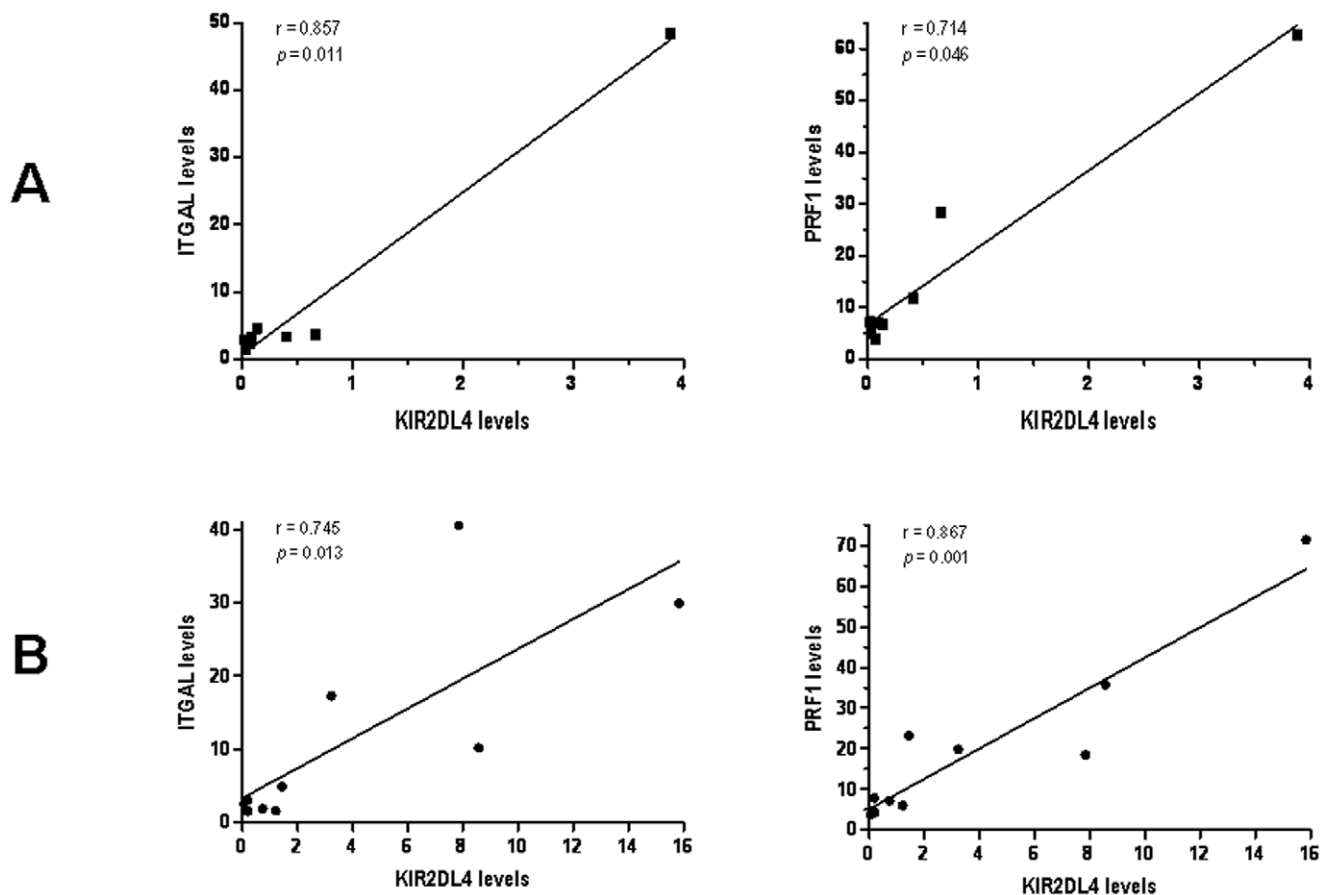 A
r = 0.857
p = 0.011
ITGAL levels
50
40
30
20
10
0
0 1 2 3 4
KIR2DL4 levels
r = 0.714
p = 0.046
PRF1 levels
60
50
40
30
20
10
0
0 1 2 3 4
KIR2DL4 levels
B
r = 0.745
p = 0.013
ITGAL levels
40
30
20
10
0
0 2 4 6 8 10 12 14 16
KIR2DL4 levels
r = 0.867
p = 0.001
PRF1 levels
70
60
50
40
30
20
10
0
0 2 4 6 8 10 12 14 16
KIR2DL4 levels